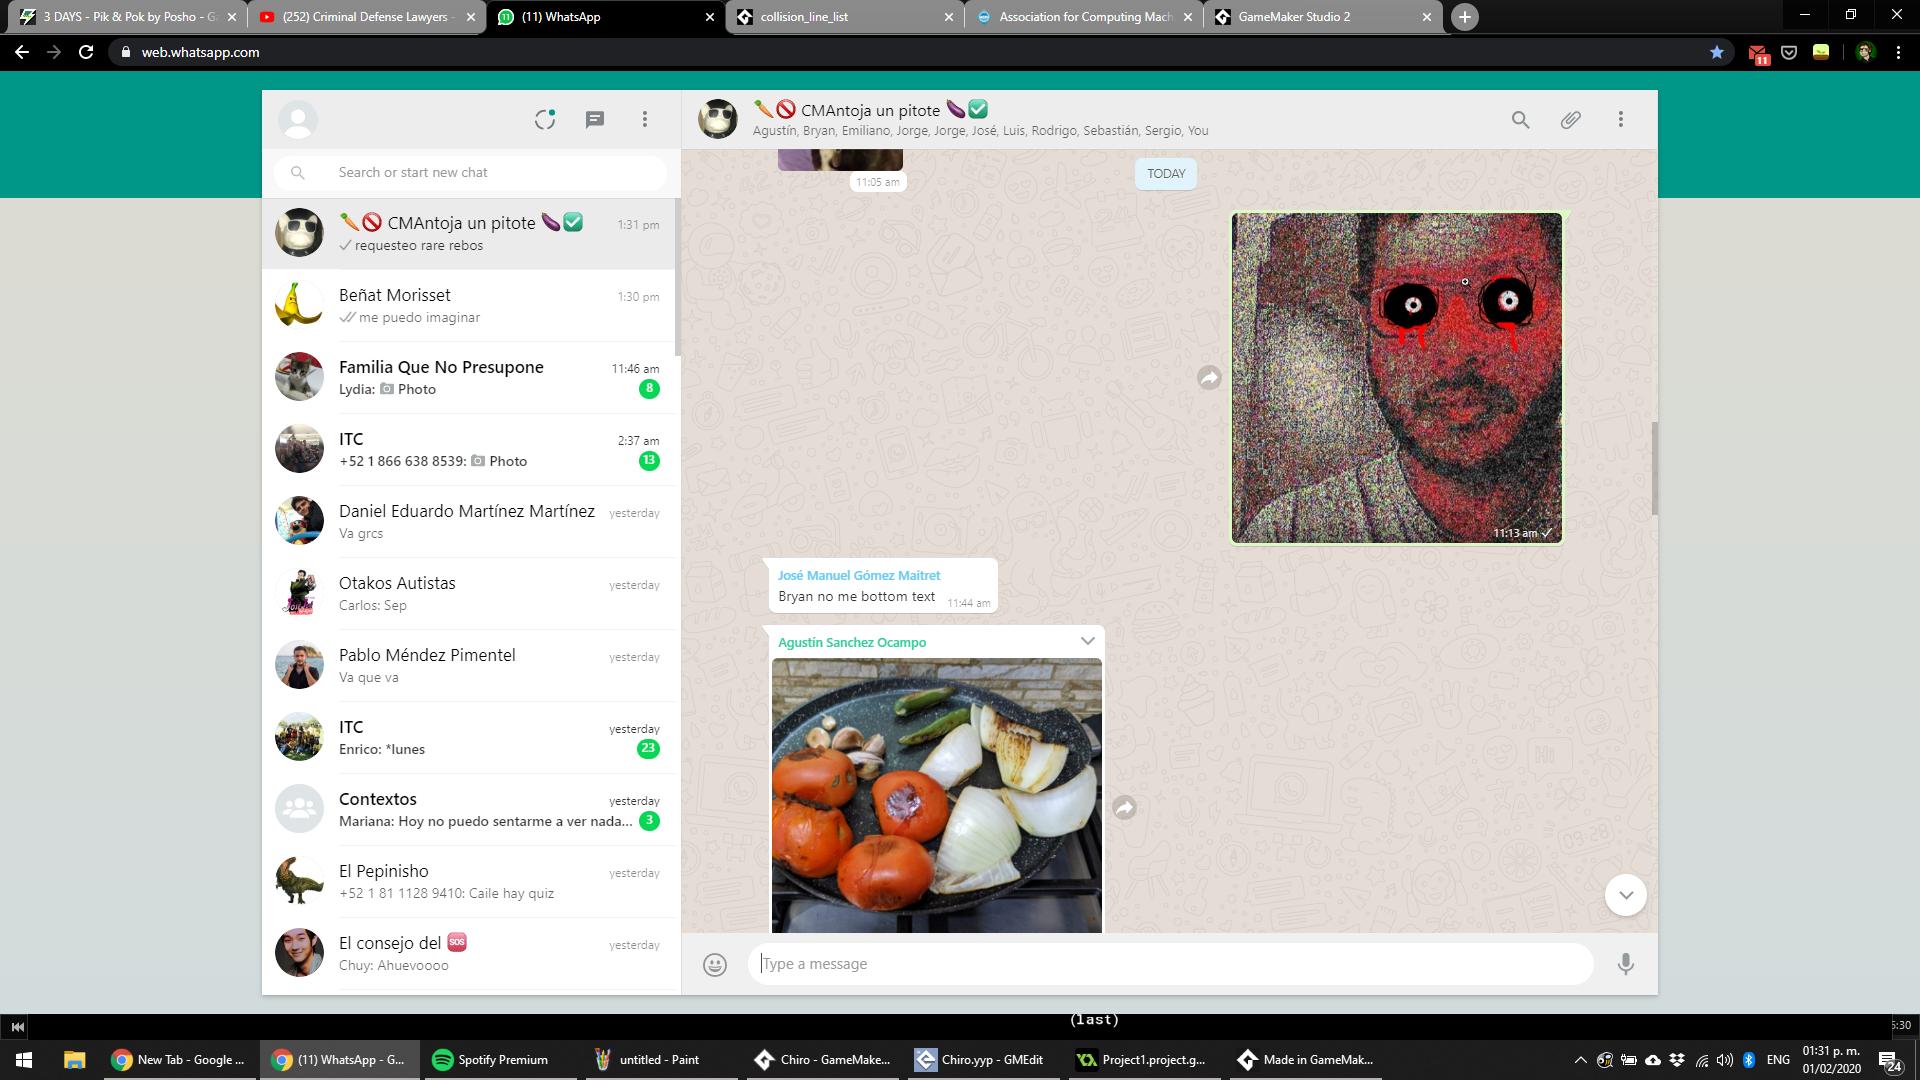 3 DAYS - Pik & Pok by Posho - Ga
(252) Criminal Defense Lawyers -
(11) WhatsApp
collision_line_list
Association for Computing Mach
GameMaker Studio 2
web.whatsapp.com
11
Search or start new chat
🥕🚫 CMAntoja un pitote 🍆✅
1:31 pm
requesteo rare rebos
Beñat Morisset
1:30 pm
me puedo imaginar
Familia Que No Presupone
11:46 am
Lydia: 📷 Photo
8
ITC
2:37 am
+52 1 866 638 8539: 📷 Photo
13
Daniel Eduardo Martínez Martínez
yesterday
Va grcs
Otakos Autistas
yesterday
Carlos: Sep
Pablo Méndez Pimentel
yesterday
Va que va
ITC
yesterday
Enrico: *lunes
23
Contextos
yesterday
Mariana: Hoy no puedo sentarme a ver nada...
3
El Pepinisho
yesterday
+52 1 81 1128 9410: Caile hay quiz
El consejo del 🆘
yesterday
Chuy: Ahuevoooo
🥕🚫 CMAntoja un pitote 🍆✅
Agustín, Bryan, Emiliano, Jorge, Jorge, José, Luis, Rodrigo, Sebastián, Sergio, You
11:05 am
TODAY
11:13 am
José Manuel Gómez Maitret
Bryan no me bottom text
11:44 am
Agustín Sanchez Ocampo
Type a message
(last)
5:30
New Tab - Google ...
(11) WhatsApp - G...
Spotify Premium
untitled - Paint
Chiro - GameMake...
Chiro.yyp - GMEdit
Project1.project.g...
Made in GameMak...
ENG
01:31 p. m.
01/02/2020
24